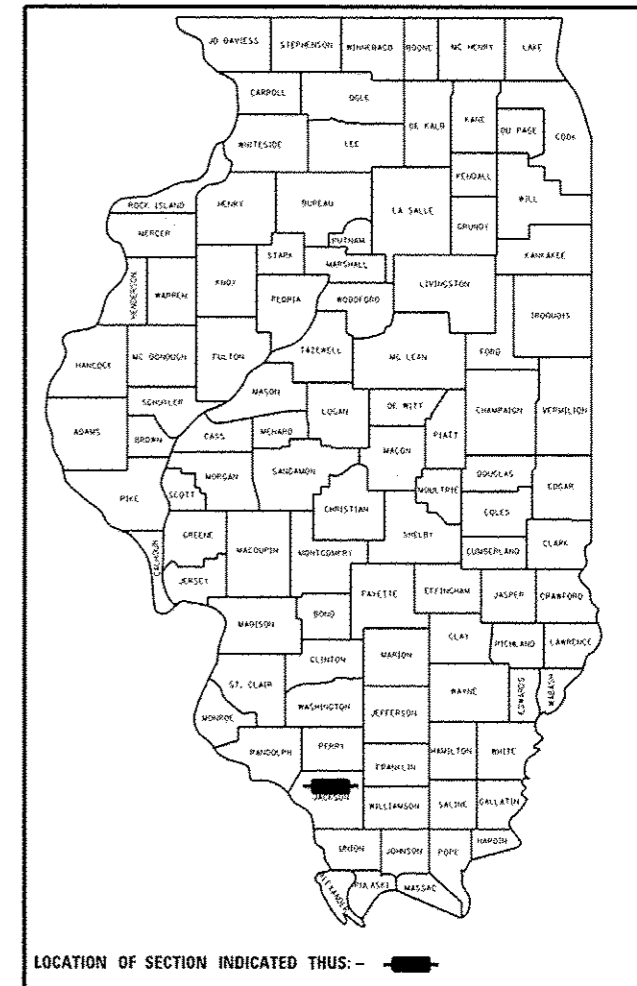 JO DAVIESS STEPHENSON WINNEBAGO BOONE MC HENRY LAKE
CARROLL OGLE DE KALB KANE DU PAGE COOK
WHITESIDE LEE
KENDALL WILL
ROCK ISLAND HENRY BUREAU LA SALLE GRUNDY
MERCER PUTNAM KANKAKEE
STARK MARSHALL
HENDERSON WARREN KNOX PEORIA WOODFORD LIVINGSTON IROQUOIS
HANCOCK MC DONOUGH FULTON TAZEWELL MC LEAN FORD
MASON
SCHUYLER LOGAN DE WITT CHAMPAIGN VERMILION
ADAMS BROWN CASS MENARD PIATT
MACON
PIKE SCOTT MORGAN SANGAMON MOULTRIE DOUGLAS EDGAR
CHRISTIAN COLES
CALHOUN GREENE MACOUPIN MONTGOMERY SHELBY CUMBERLAND CLARK
JERSEY
FAYETTE EFFINGHAM JASPER CRAWFORD
MADISON BOND
CLINTON MARION CLAY RICHLAND LAWRENCE
ST. CLAIR WAYNE EDWARDS WABASH
MONROE WASHINGTON JEFFERSON
RANDOLPH PERRY HAMILTON WHITE
FRANKLIN
JACKSON WILLIAMSON SALINE GALLATIN
UNION JOHNSON POPE HARDIN
ALEXANDER PULASKI MASSAC
LOCATION OF SECTION INDICATED THUS: -